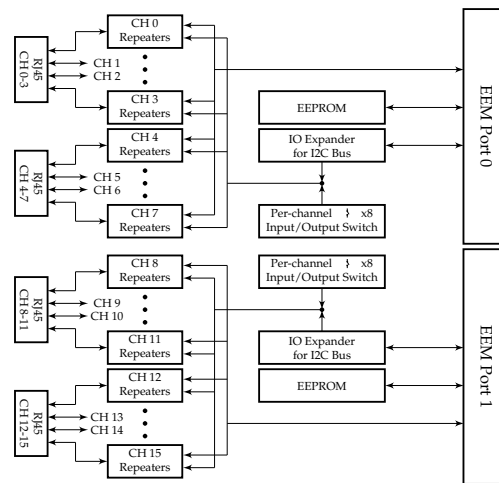 CH 0
Repeaters
RJ45
CH 0-3
CH 1
CH 2
CH 3
Repeaters
EEPROM
EEM Port 0
CH 4
Repeaters
IO Expander
for I2C Bus
RJ45
CH 4-7
CH 5
CH 6
CH 7
Repeaters
Per-channel x8
Input/Output Switch
CH 8
Repeaters
Per-channel x8
Input/Output Switch
RJ45
CH 8-11
CH 9
CH 10
CH 11
Repeaters
IO Expander
for I2C Bus
EEM Port 1
CH 12
Repeaters
EEPROM
RJ45
CH 12-15
CH 13
CH 14
CH 15
Repeaters